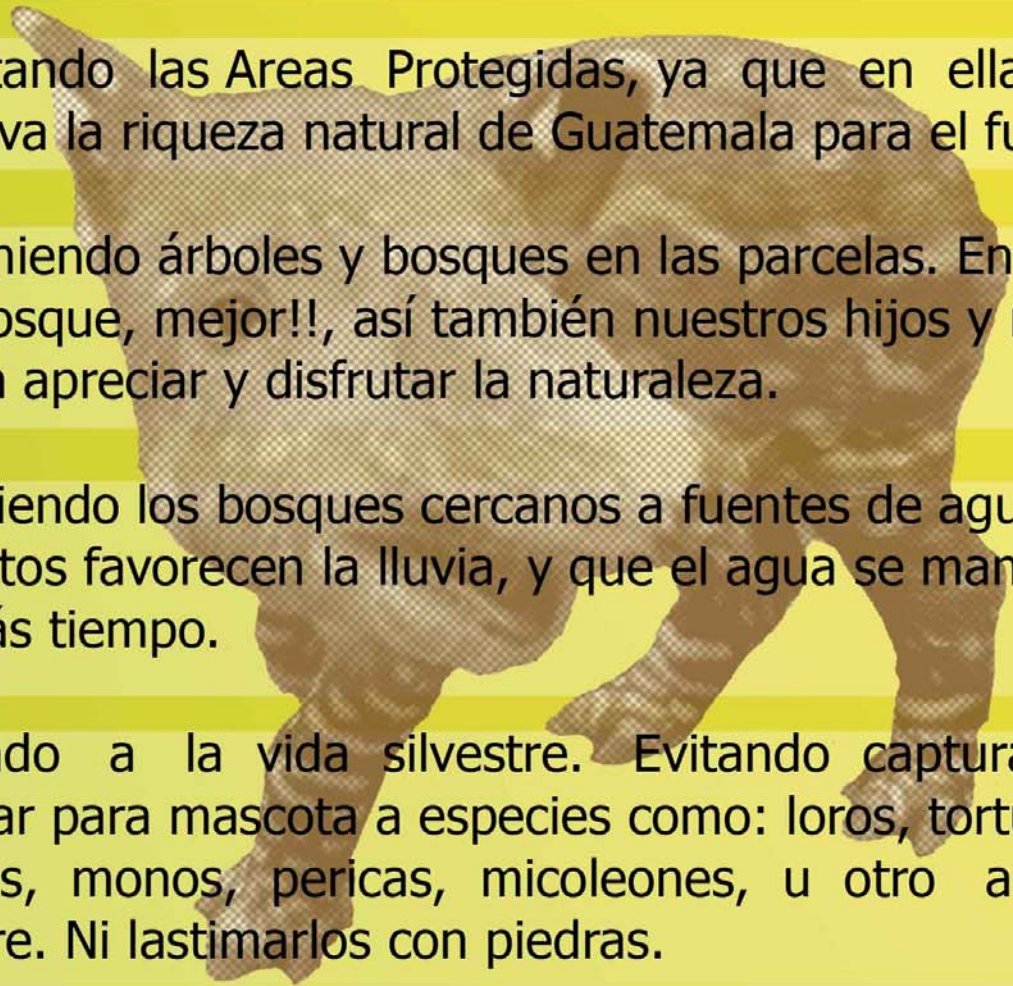 tando las Areas Protegidas, ya que en ella
va la riqueza natural de Guatemala para el fu
niendo árboles y bosques en las parcelas. En
osque, mejor!!, así también nuestros hijos y
n apreciar y disfrutar la naturaleza.
iendo los bosques cercanos a fuentes de agu
tos favorecen la lluvia, y que el agua se man
ás tiempo.
do a la vida silvestre. Evitando captura
ar para mascota a especies como: loros, tortu
s, monos, pericas, micoleones, u otro a
re. Ni lastimarlos con piedras.